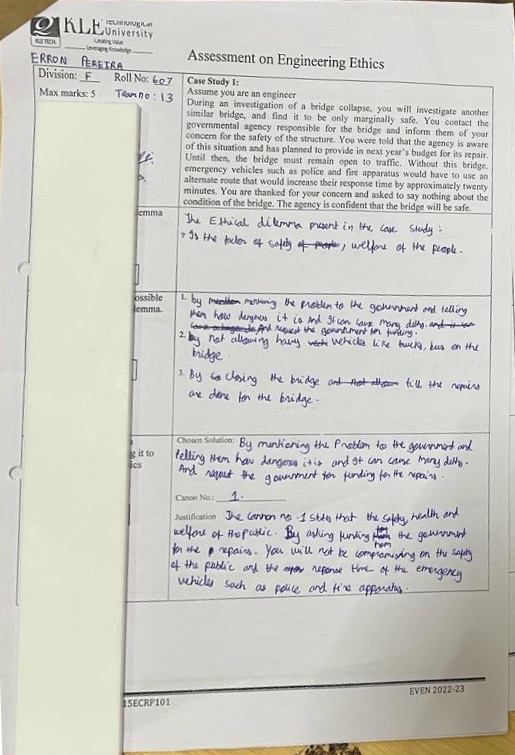 KLE TECHNOLOGICAL
University
Creating Value
Leveraging Knowledge
KLE TECH.
Assessment on Engineering Ethics
ERRON PEREIRA
Division: F Roll No: 607
Max marks: 5 Team no: 13
Case Study 1:
Assume you are an engineer
During an investigation of a bridge collapse, you will investigate another
similar bridge, and find it to be only marginally safe. You contact the
governmental agency responsible for the bridge and inform them of your
concern for the safety of the structure. You were told that the agency is aware
of this situation and has planned to provide in next year's budget for its repair.
Until then, the bridge must remain open to traffic. Without this bridge,
emergency vehicles such as police and fire apparatus would have to use an
alternate route that would increase their response time by approximately twenty
minutes. You are thanked for your concern and asked to say nothing about the
condition of the bridge. The agency is confident that the bridge will be safe.
emma
The Ethical dilemma present in the case study :
→ Is the factor of safety of people, welfare of the people.
ossible
lemma.
1. by mention mentioning the problem to the government and telling
them how dengrous it is and It can cause many deths. and it can
And request the government for funding.
2. by not allowing heavy vehicles like trucks, bus on the
bridge.
3. By closing the bridge and not allow till the repairs
are done for the bridge.
g it to
ics
Chosen Solution: By mentioning the Problem to the government and
telling them how dengerous it is and It can cause many deths.
And request the government for funding for the repairs.
Canon No.: 1.
Justification The Cannon no. 1 states that the safety, health and
welfare of the public. By asking funding from the government
for the repairs. You will not be compromising on the safty
of the public and the reponse time of the emergency
vehicles such as police and fire apparatus.
15ECRP101
EVEN 2022-23